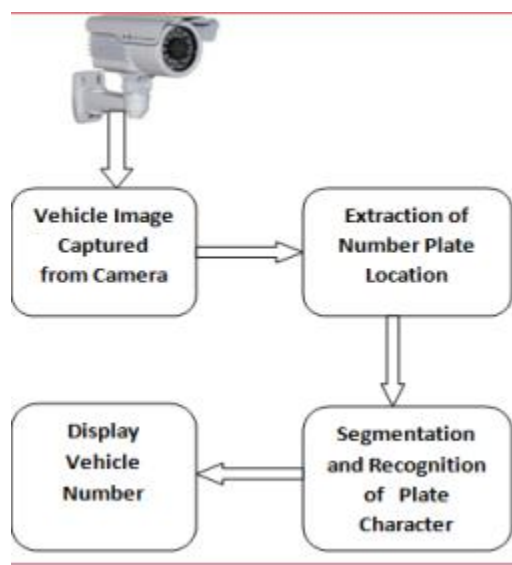 Vehicle Image
Captured
from Camera
Extraction of
Number Plate
Location
Segmentation
and Recognition
of Plate
Character
Display
Vehicle
Number